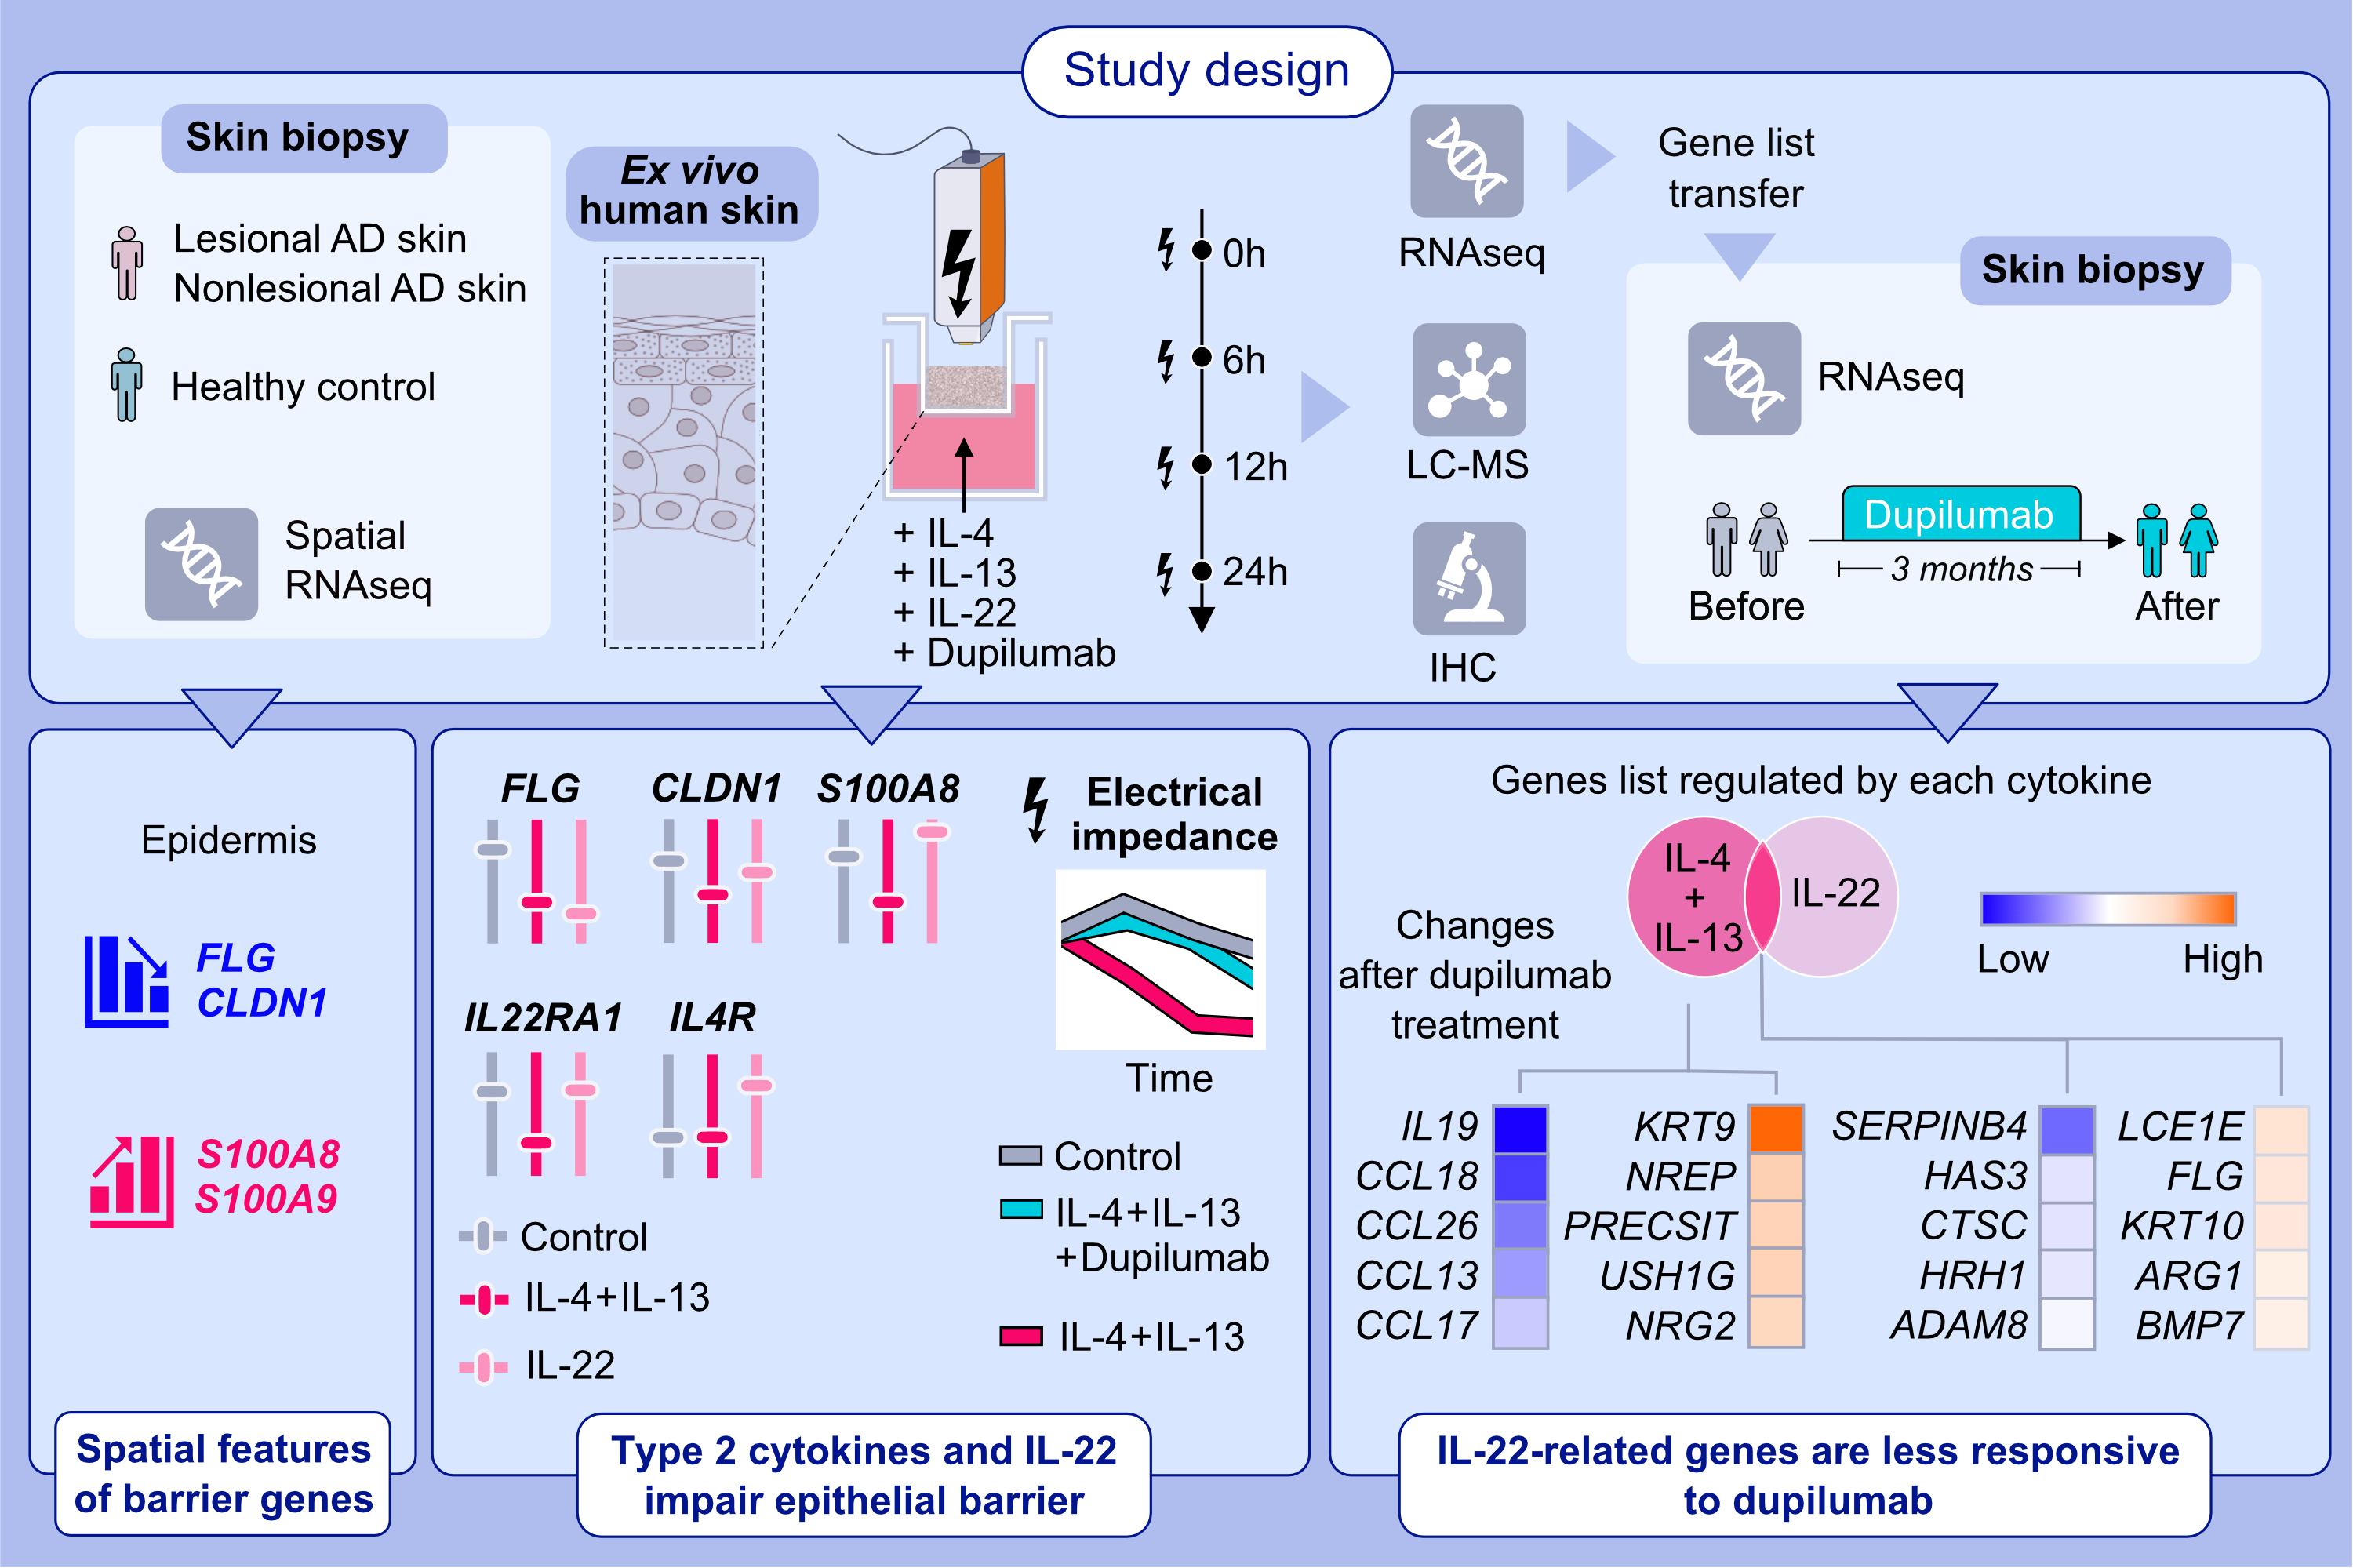 Study design
Skin biopsy
Lesional AD skin
Nonlesional AD skin
Healthy control
Spatial
RNAseq
Ex vivo
human skin
+ IL-4
+ IL-13
+ IL-22
+ Dupilumab
0h
6h
12h
24h
RNAseq
LC-MS
IHC
Gene list
transfer
Skin biopsy
RNAseq
Dupilumab
3 months
Before
After
Epidermis
FLG
CLDN1
S100A8
S100A9
Spatial features
of barrier genes
FLG
CLDN1
S100A8
IL22RA1
IL4R
Control
IL-4+IL-13
IL-22
Electrical
impedance
Time
Control
IL-4+IL-13
+Dupilumab
IL-4+IL-13
Type 2 cytokines and IL-22
impair epithelial barrier
Genes list regulated by each cytokine
IL-4
+
IL-13
IL-22
Low
High
Changes
after dupilumab
treatment
IL19
CCL18
CCL26
CCL13
CCL17
KRT9
NREP
PRECSIT
USH1G
NRG2
SERPINB4
HAS3
CTSC
HRH1
ADAM8
LCE1E
FLG
KRT10
ARG1
BMP7
IL-22-related genes are less responsive
to dupilumab